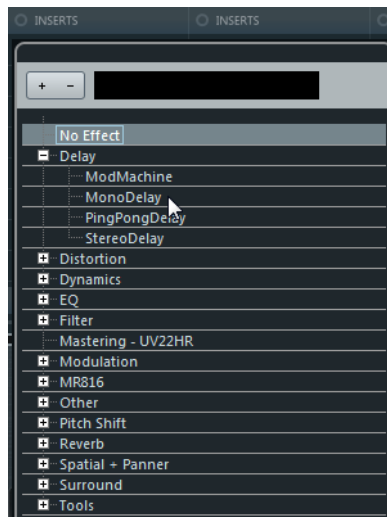 INSERTS INSERTS
+ -
No Effect
Delay
ModMachine
MonoDelay
PingPongDelay
StereoDelay
Distortion
Dynamics
EQ
Filter
Mastering - UV22HR
Modulation
MR816
Other
Pitch Shift
Reverb
Spatial + Panner
Surround
Tools